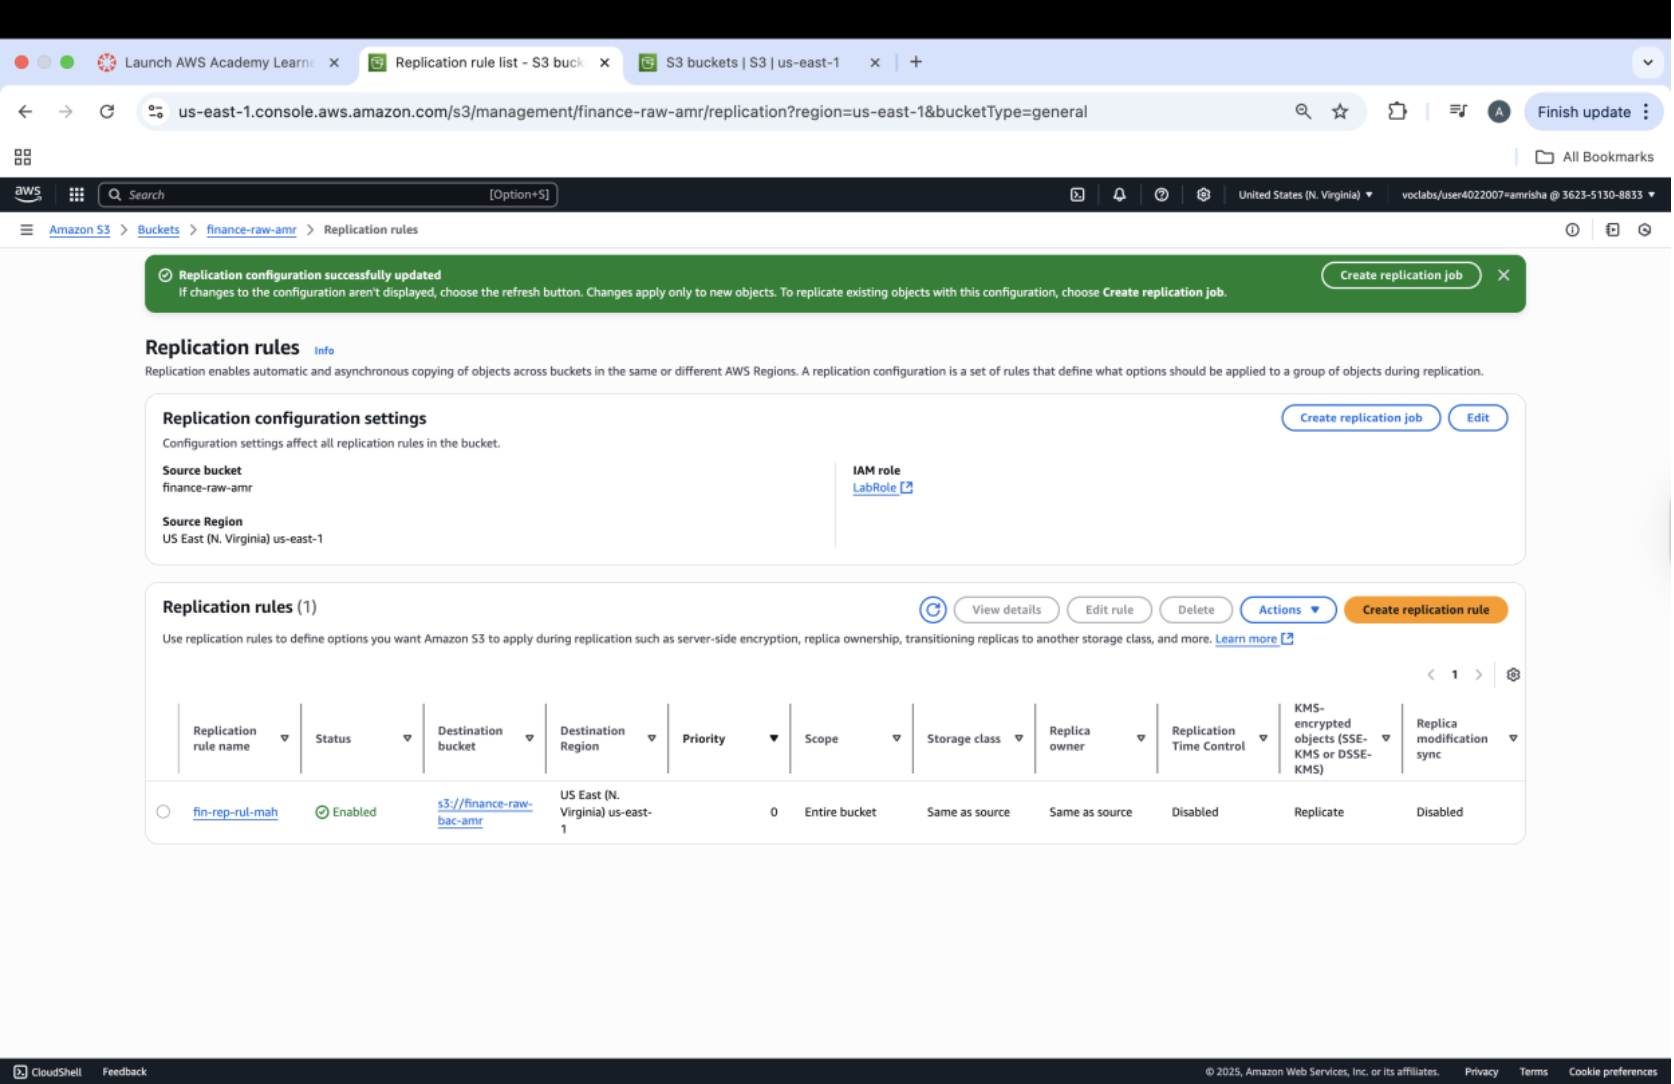 Launch AWS Academy Learne
Replication rule list - S3 buck
S3 buckets | S3 | us-east-1
us-east-1.console.aws.amazon.com/s3/management/finance-raw-amr/replication?region=us-east-1&bucketType=general
A
Finish update
All Bookmarks
aws
Search
[Option+S]
United States (N. Virginia)
voclabs/user4022007=amrisha @ 3623-5130-8833
Amazon S3 > Buckets > finance-raw-amr > Replication rules
Replication configuration successfully updated
If changes to the configuration aren't displayed, choose the refresh button. Changes apply only to new objects. To replicate existing objects with this configuration, choose Create replication job.
Create replication job
Replication rules Info
Replication enables automatic and asynchronous copying of objects across buckets in the same or different AWS Regions. A replication configuration is a set of rules that define what options should be applied to a group of objects during replication.
Replication configuration settings
Create replication job
Edit
Configuration settings affect all replication rules in the bucket.
Source bucket
finance-raw-amr
Source Region
US East (N. Virginia) us-east-1
IAM role
LabRole
Replication rules (1)
View details
Edit rule
Delete
Actions
Create replication rule
Use replication rules to define options you want Amazon S3 to apply during replication such as server-side encryption, replica ownership, transitioning replicas to another storage class, and more. Learn more
1
Replication
rule name
Status
Destination
bucket
Destination
Region
Priority
Scope
Storage class
Replica
owner
Replication
Time Control
KMS-
encrypted
objects (SSE-
KMS or DSSE-
KMS)
Replica
modification
sync
fin-rep-rul-mah
Enabled
s3://finance-raw-
bac-amr
US East (N.
Virginia) us-east-
1
0
Entire bucket
Same as source
Same as source
Disabled
Replicate
Disabled
CloudShell
Feedback
© 2025, Amazon Web Services, Inc. or its affiliates.
Privacy
Terms
Cookie preferences